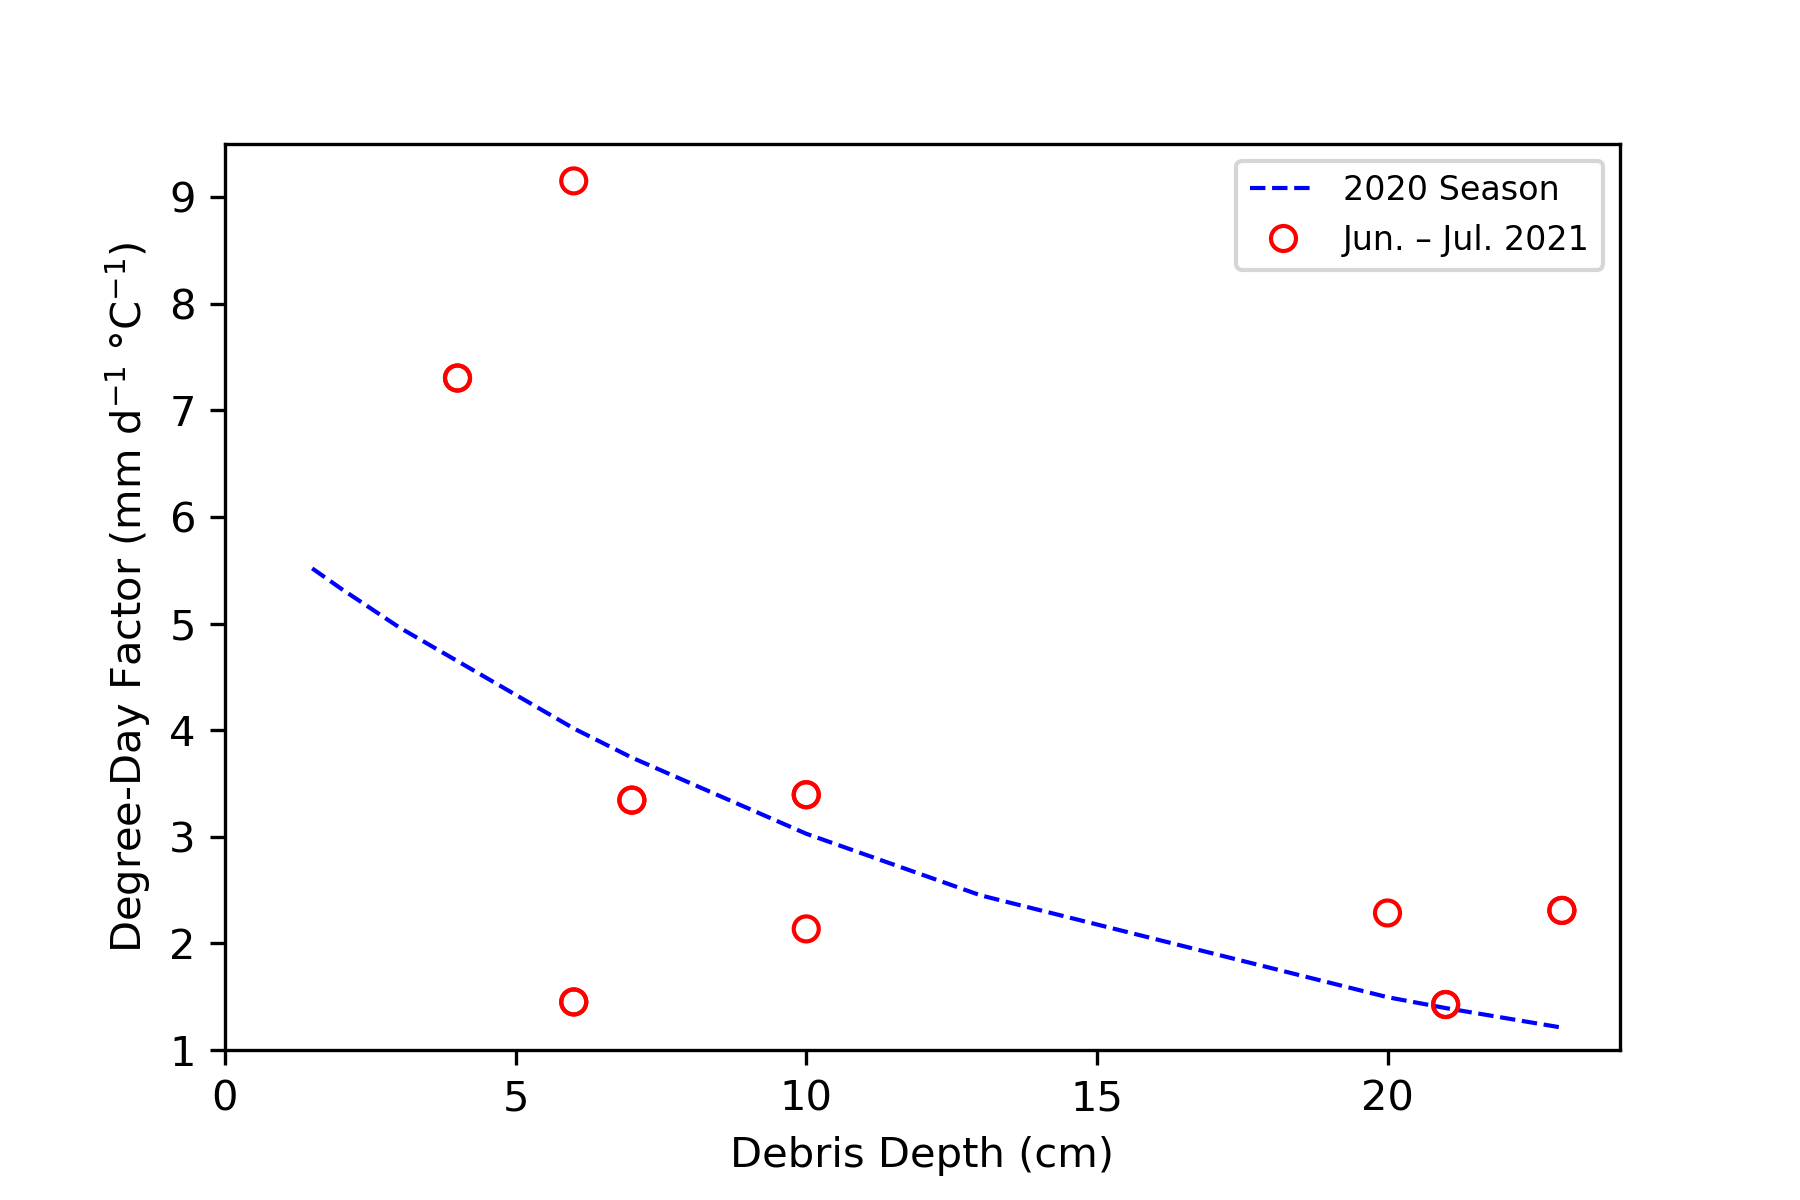 2020 Season
Jun. – Jul. 2021
Degree-Day Factor (mm d⁻¹ °C⁻¹)
9
8
7
6
5
4
3
2
1
0 5 10 15 20
Debris Depth (cm)